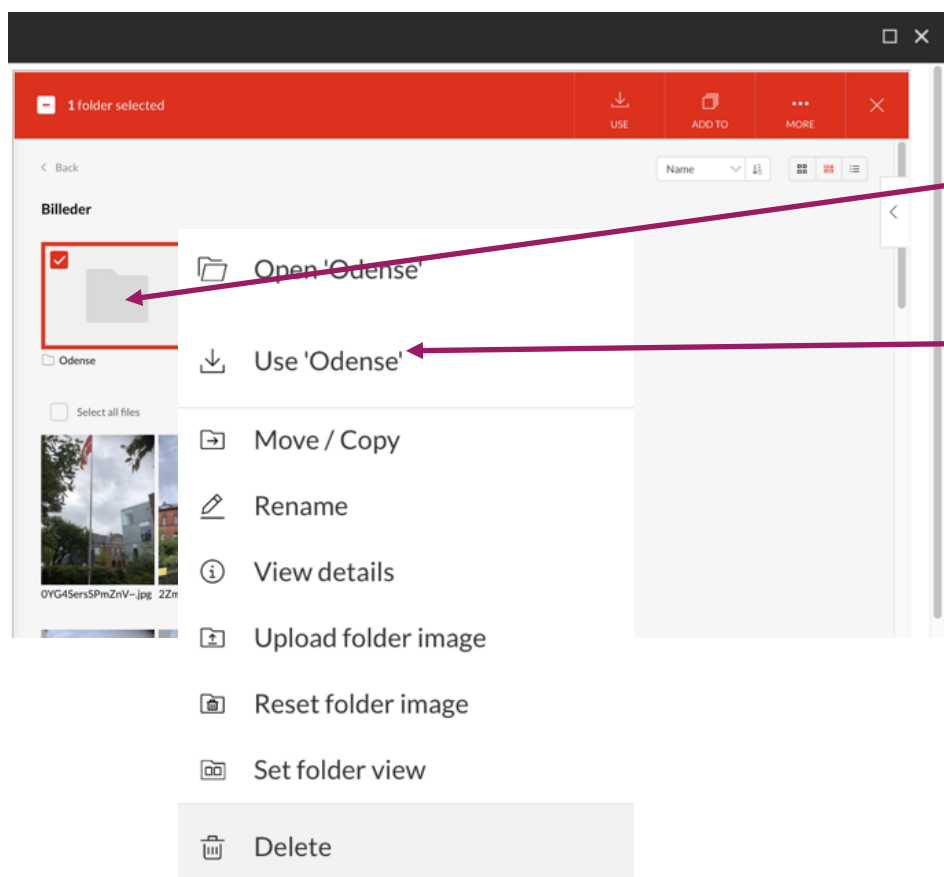 1 folder selected
USE
ADD TO
MORE
Back
Name
Billeder
Open 'Odense'
Odense
Use 'Odense'
Select all files
Move / Copy
Rename
View details
0YG4SersSPmZnV~.jpg 2Zm
Upload folder image
Reset folder image
Set folder view
Delete